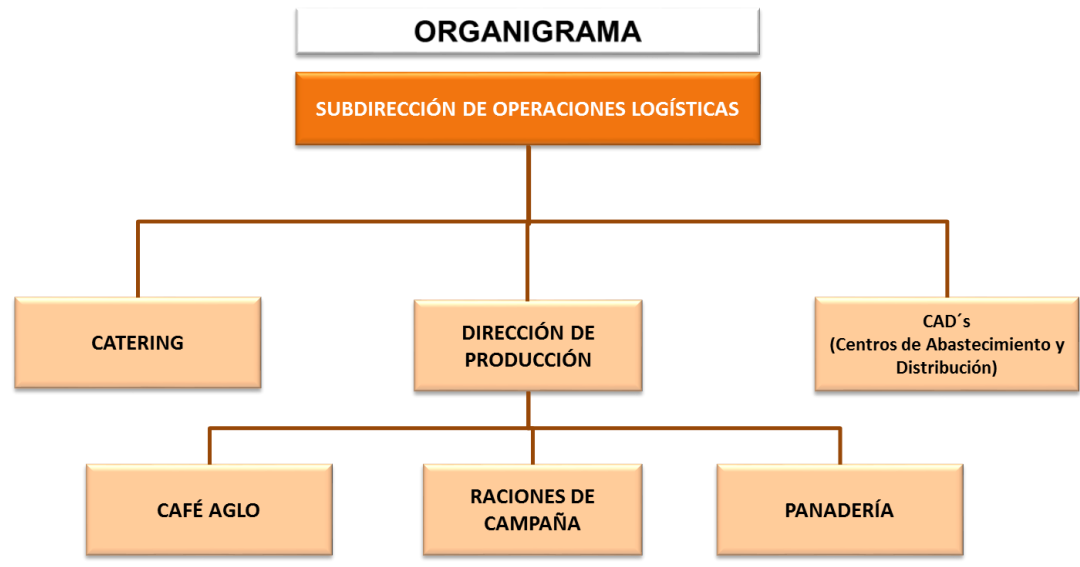 ORGANIGRAMA
SUBDIRECCIÓN DE OPERACIONES LOGÍSTICAS
CATERING
DIRECCIÓN DE
PRODUCCIÓN
CAD´s
(Centros de Abastecimiento y
Distribución)
CAFÉ AGLO
RACIONES DE
CAMPAÑA
PANADERÍA